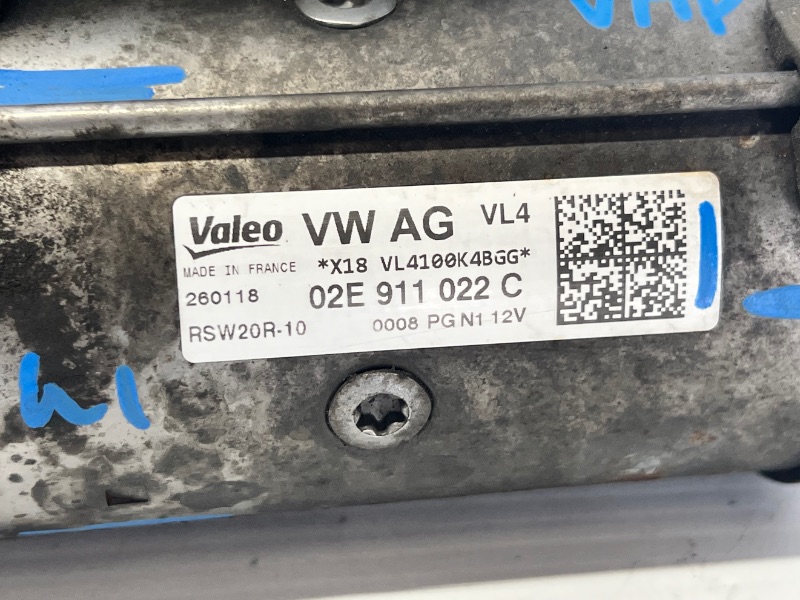 Valeo VW AG VL4
MADE IN FRANCE *X18 VL4100K4BGG*
260118 02E 911 022 C
RSW20R-10 0008 PG N1 12V